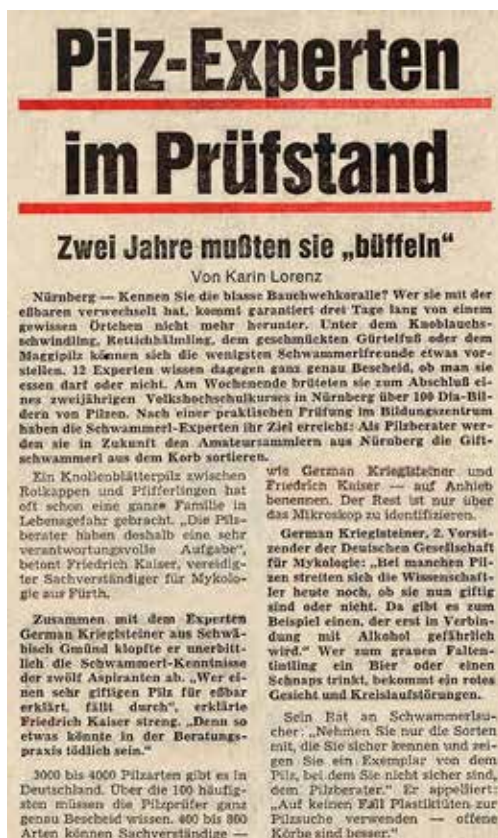 Pilz-Experten
im Prüfstand
Zwei Jahre mußten sie „büffeln“
Von Karin Lorenz
Nürnberg — Kennen Sie die blasse Bauchwehkoralle? Wer sie mit der
eßbaren verwechselt hat, kommt garantiert drei Tage lang von einem
gewissen Örtchen nicht mehr herunter. Unter dem Knoblauchs-
schwindling, Rettichhälmling, dem geschmückten Gürtelfuß oder dem
Maggipilz können sich die wenigsten Schwammerlfreunde etwas vor-
stellen. 12 Experten wissen dagegen ganz genau Bescheid, ob man sie
essen darf oder nicht. Am Wochenende brüteten sie zum Abschluß ei-
nes zweijährigen Volkshochschulkurses in Nürnberg über 100 Dia-Bil-
dern von Pilzen. Nach einer praktischen Prüfung im Bildungszentrum
haben die Schwammerl-Experten ihr Ziel erreicht: Als Pilzberater wer-
den sie in Zukunft den Amateursammlern aus Nürnberg die Gift-
schwammerl aus dem Korb sortieren.
Ein Knollenblätterpilz zwischen
Rotkappen und Pfifferlingen hat
oft schon eine ganze Familie in
Lebensgefahr gebracht. „Die Pilz-
berater haben deshalb eine sehr
verantwortungsvolle Aufgabe“,
betont Friedrich Kaiser, vereidig-
ter Sachverständiger für Mykolo-
gie aus Fürth.
Zusammen mit dem Experten
German Krieglsteiner aus Schwä-
bisch Gmünd klopfte er unerbitt-
lich die Schwammerl-Kenntnisse
der zwölf Aspiranten ab. „Wer ei-
nen sehr giftigen Pilz für eßbar
erklärt, fällt durch“, erklärte
Friedrich Kaiser streng. „Denn so
etwas könnte in der Beratungs-
praxis tödlich sein.“
3000 bis 4000 Pilzarten gibt es in
Deutschland. Über die 100 häufig-
sten müssen die Pilzprüfer ganz
genau Bescheid wissen. 400 bis 800
Arten können Sachverständige —
wie German Krieglsteiner und
Friedrich Kaiser — auf Anhieb
benennen. Der Rest ist nur über
das Mikroskop zu identifizieren.
German Krieglsteiner, 2. Vorsit-
zender der Deutschen Gesellschaft
für Mykologie: „Bei manchen Pil-
zen streiten sich die Wissenschaft-
ler heute noch, ob sie nun giftig
sind oder nicht. Da gibt es zum
Beispiel einen, der erst in Verbin-
dung mit Alkohol gefährlich
wird.“ Wer zum grauen Falten-
tintling ein Bier oder einen
Schnaps trinkt, bekommt ein rotes
Gesicht und Kreislaufstörungen.
Sein Rat an Schwammerlsu-
cher: „Nehmen Sie nur die Sorten
mit, die Sie sicher kennen und zei-
gen Sie ein Exemplar von dem
Pilz, bei dem Sie nicht sicher sind,
dem Pilzberater.“ Er appelliert:
„Auf keinen Fall Plastiktüten zur
Pilzsuche verwenden — offene
Körbe sind besser.“